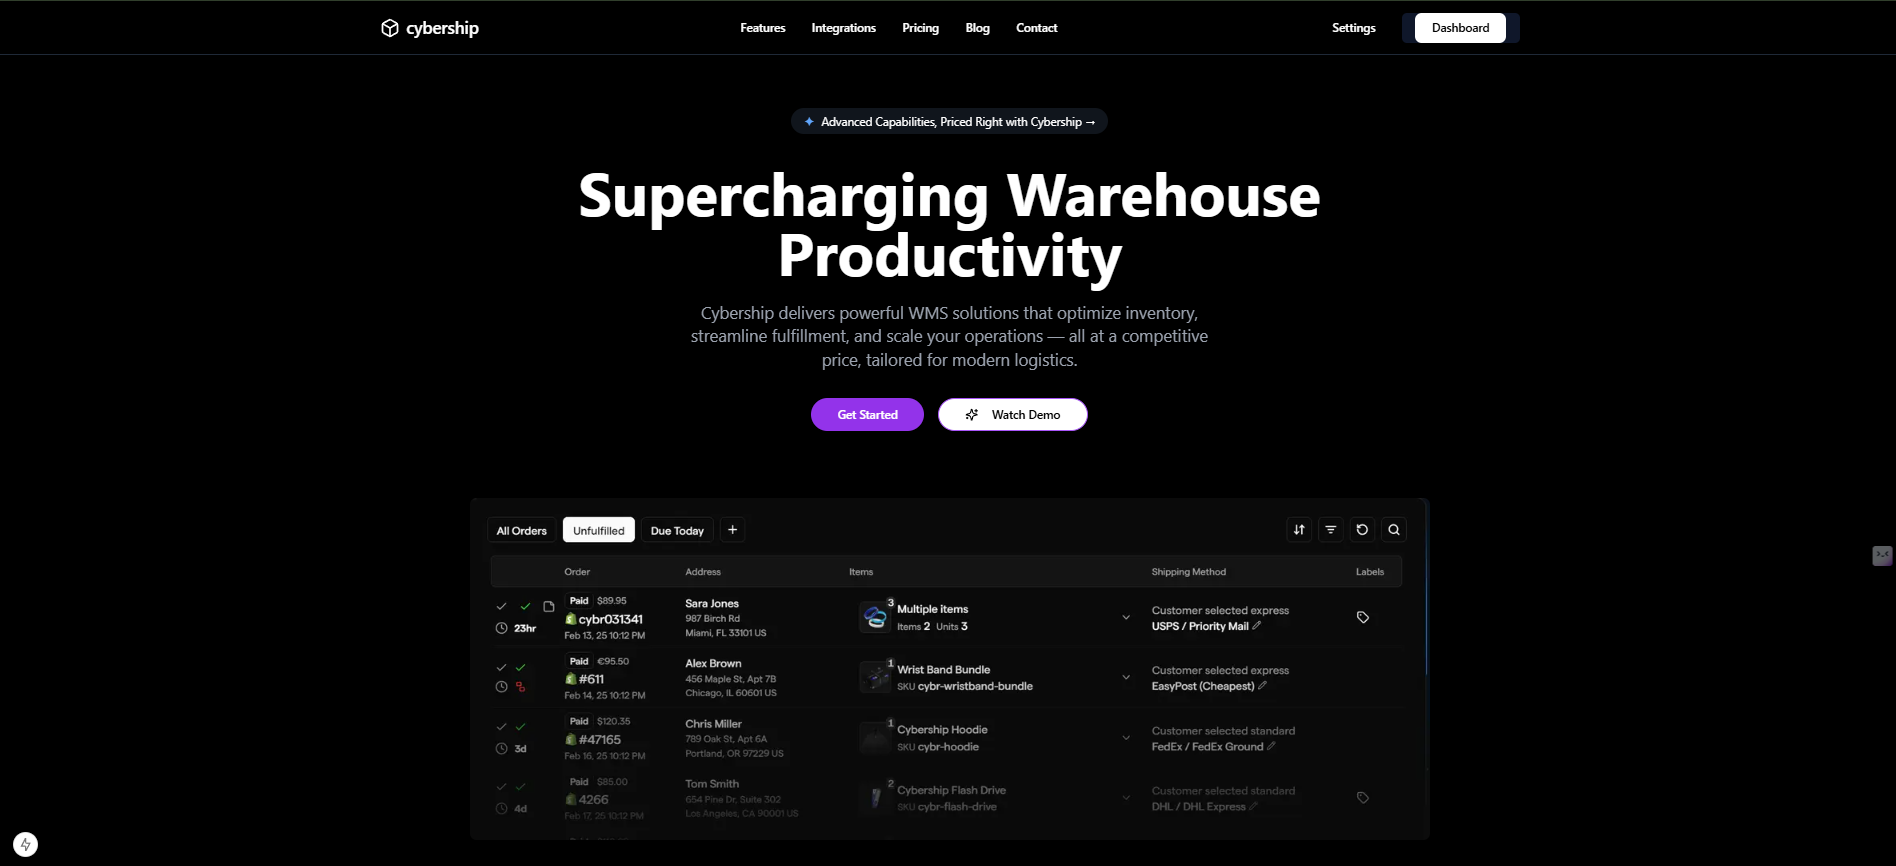 cybership
Features
Integrations
Pricing
Blog
Contact
Settings
Dashboard
Advanced Capabilities, Priced Right with Cybership →
Supercharging Warehouse
Productivity
Cybership delivers powerful WMS solutions that optimize inventory,
streamline fulfillment, and scale your operations — all at a competitive
price, tailored for modern logistics.
Get Started
Watch Demo
All Orders
Unfulfilled
Due Today
+
Order
Address
Items
Shipping Method
Labels
23hr
Paid $89.95
cybr031341
Feb 13, 25 10:12 PM
Sara Jones
987 Birch Rd
Miami, FL 33101 US
3
Multiple items
Items 2 Units 3
Customer selected express
USPS / Priority Mail
Paid €95.50
#611
Feb 14, 25 10:12 PM
Alex Brown
456 Maple St, Apt 7B
Chicago, IL 60601 US
1
Wrist Band Bundle
SKU cybr-wristband-bundle
Customer selected express
EasyPost (Cheapest)
3d
Paid $120.35
#47165
Feb 16, 25 10:12 PM
Chris Miller
789 Oak St, Apt 6A
Portland, OR 97229 US
1
Cybership Hoodie
SKU cybr-hoodie
Customer selected standard
FedEx / FedEx Ground
4d
Paid $85.00
4266
Feb 17, 25 10:12 PM
Tom Smith
654 Pine Dr, Suite 302
Los Angeles, CA 90001 US
2
Cybership Flash Drive
SKU cybr-flash-drive
Customer selected standard
DHL / DHL Express